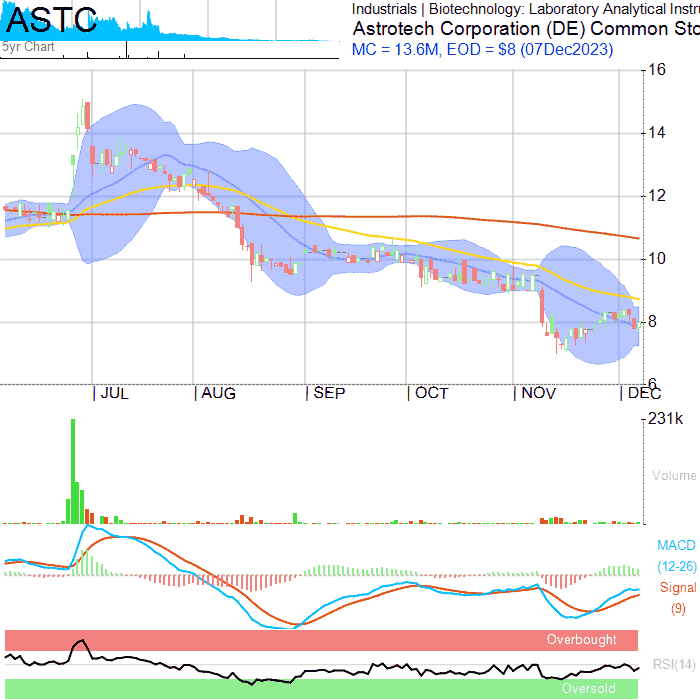 ASTC
5yr Chart
Industrials | Biotechnology: Laboratory Analytical Instru
Astrotech Corporation (DE) Common Sto
MC = 13.6M, EOD = $8 (07Dec2023)
16
14
12
10
8
6
JUL
AUG
SEP
OCT
NOV
DEC
231k
Volume
MACD
(12-26)
Signal
(9)
Overbought
RSI(14)
Oversold